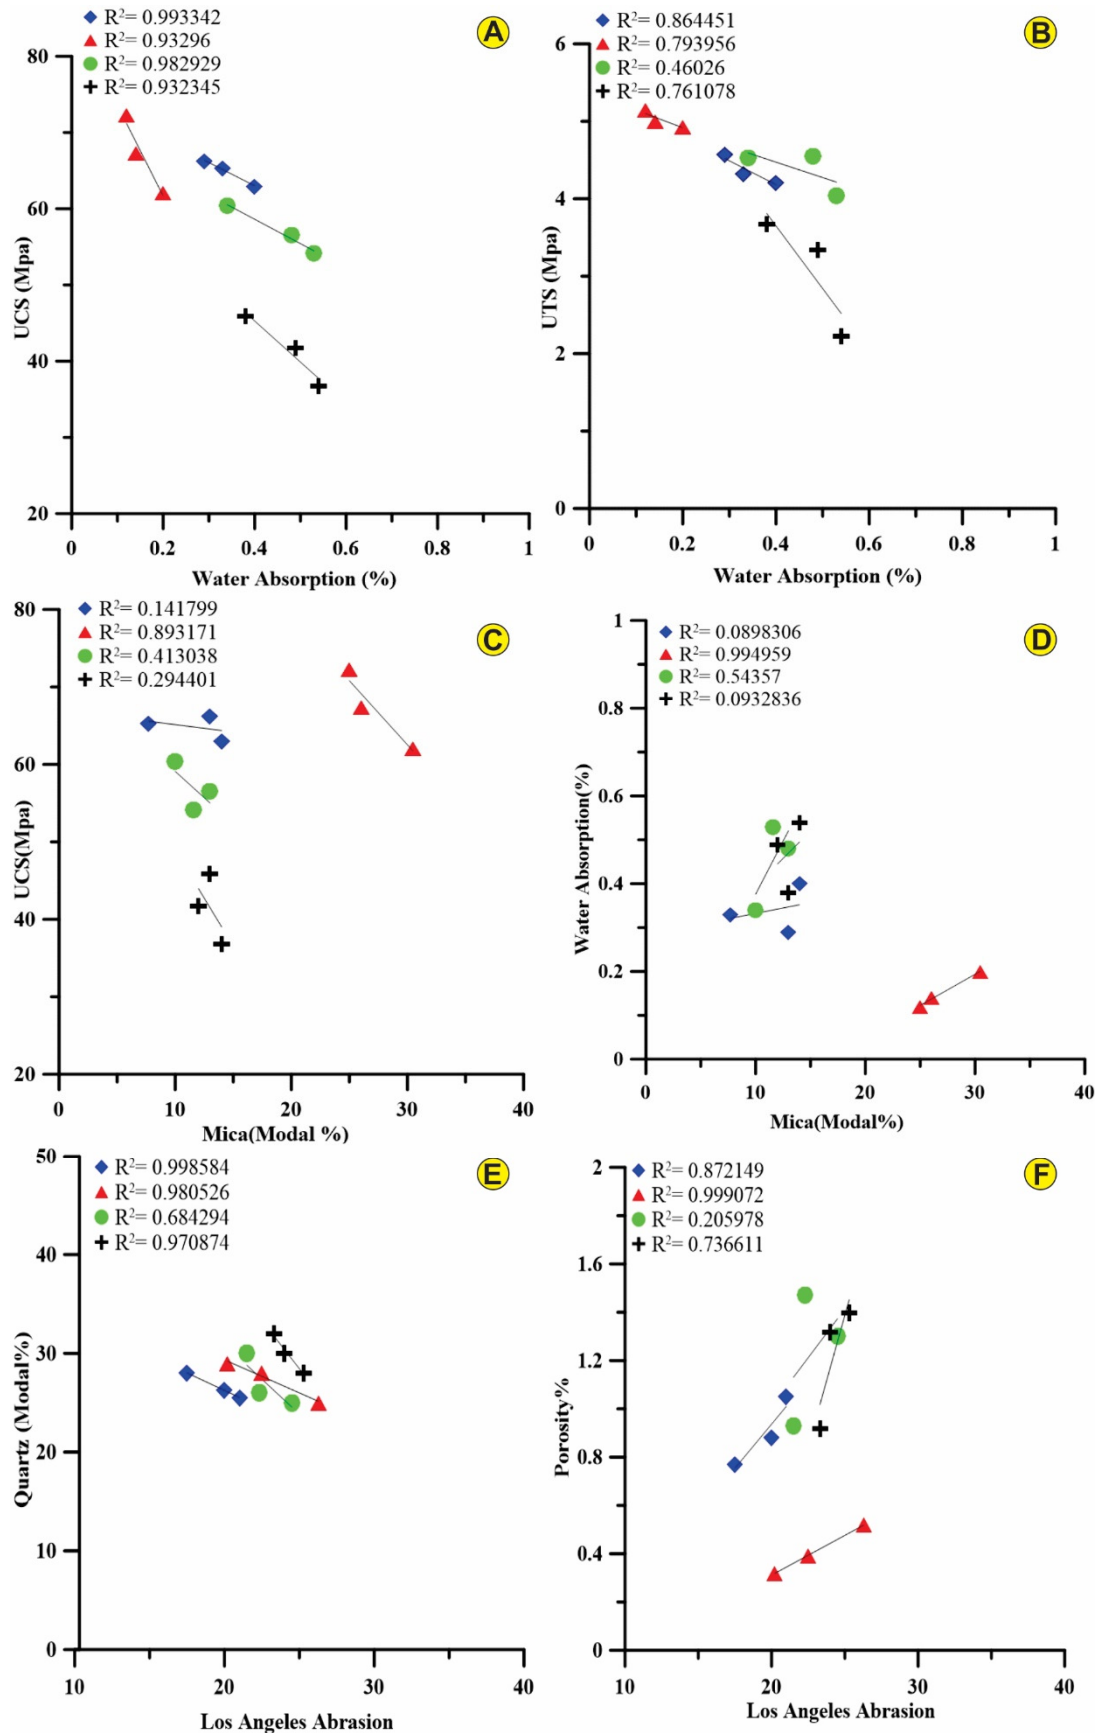 R²= 0.993342
R²= 0.93296
R²= 0.982929
R²= 0.932345
A
80
60
40
20
UCS (Mpa)
0 0.2 0.4 0.6 0.8 1
Water Absorption (%)
R²= 0.864451
R²= 0.793956
R²= 0.46026
R²= 0.761078
B
6
4
2
0
UTS (Mpa)
0 0.2 0.4 0.6 0.8 1
Water Absorption (%)
R²= 0.141799
R²= 0.893171
R²= 0.413038
R²= 0.294401
C
80
60
40
20
UCS(Mpa)
0 10 20 30 40
Mica(Modal %)
R²= 0.0898306
R²= 0.994959
R²= 0.54357
R²= 0.0932836
D
1
0.8
0.6
0.4
0.2
0
Water Absorption(%)
0 10 20 30 40
Mica(Modal%)
R²= 0.998584
R²= 0.980526
R²= 0.684294
R²= 0.970874
E
50
40
30
20
10
0
Quartz (Modal%)
10 20 30 40
Los Angeles Abrasion
R²= 0.872149
R²= 0.999072
R²= 0.205978
R²= 0.736611
F
2
1.6
1.2
0.8
0.4
0
Porosity%
10 20 30 40
Los Angeles Abrasion